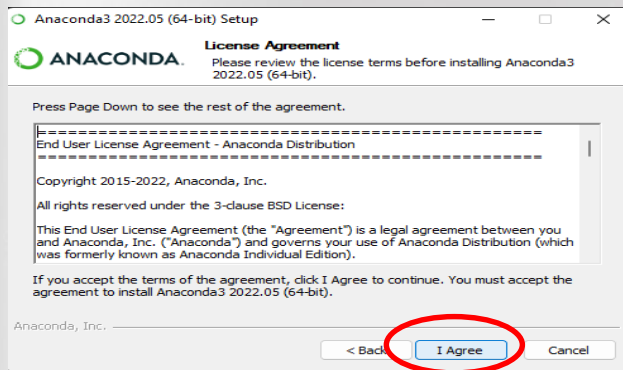 Anaconda3 2022.05 (64-bit) Setup
ANACONDA.
License Agreement
Please review the license terms before installing Anaconda3
2022.05 (64-bit).
Press Page Down to see the rest of the agreement.
==================================================
End User License Agreement - Anaconda Distribution
==================================================
Copyright 2015-2022, Anaconda, Inc.
All rights reserved under the 3-clause BSD License:
This End User License Agreement (the "Agreement") is a legal agreement between you
and Anaconda, Inc. ("Anaconda") and governs your use of Anaconda Distribution (which
was formerly known as Anaconda Individual Edition).
If you accept the terms of the agreement, click I Agree to continue. You must accept the
agreement to install Anaconda3 2022.05 (64-bit).
Anaconda, Inc.
< Back
I Agree
Cancel